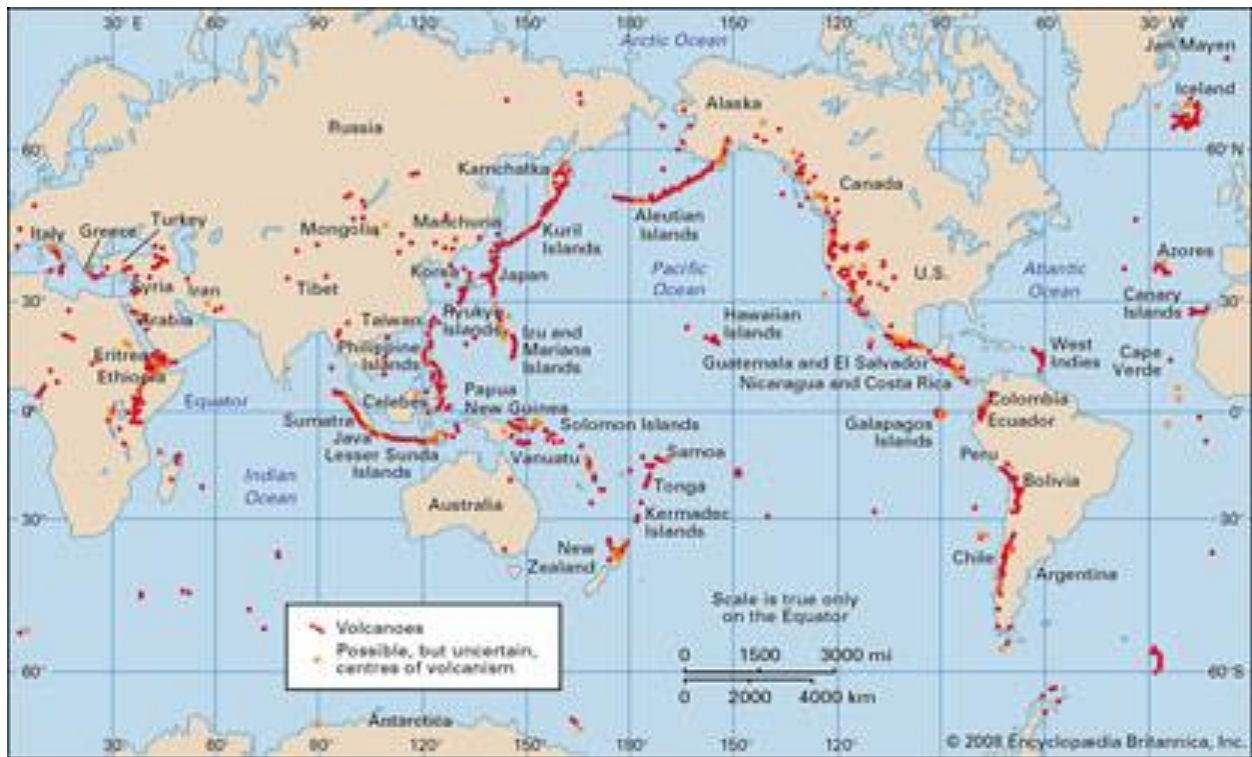 30° E
60°
90°
120°
150°
180°
150°
120°
90°
60°
30° W
Arctic Ocean
Jan Mayen
Iceland
Alaska
Russia
60°
60° N
Kamchatka
Canada
Aleutian
Islands
Manchuria
Mongolia
Kuril
Islands
Turkey
Greece
Italy
Azores
Korea
Japan
Pacific
Ocean
U.S.
Atlantic
Ocean
Syria
Iran
Tibet
30°
30°
Canary
Islands
Arabia
Taiwan
Ryukyu
Islands
Hawaiian
Islands
Izu and
Mariana
Islands
Philippine
Islands
Eritrea
Ethiopia
Guatemala and El Salvador
Nicaragua and Costa Rica
West
Indies
Cape
Verde
Equator
Celebes
Papua
New Guinea
0°
0°
Colombia
Ecuador
Galapagos
Islands
Sumatra
Java
Lesser Sunda
Islands
Solomon Islands
Vanuatu
Samoa
Peru
Bolivia
Indian
Ocean
Tonga
Australia
Kermadec
Islands
30°
30°
New
Zealand
Chile
Argentina
Scale is true only
on the Equator
Volcanoes
Possible, but uncertain,
centres of volcanism
0 1500 3000 mi
0 2000 4000 km
60°
60° S
Antarctica
30°
60°
90°
120°
150°
180°
150°
120°
© 2008 Encyclopædia Britannica, Inc.